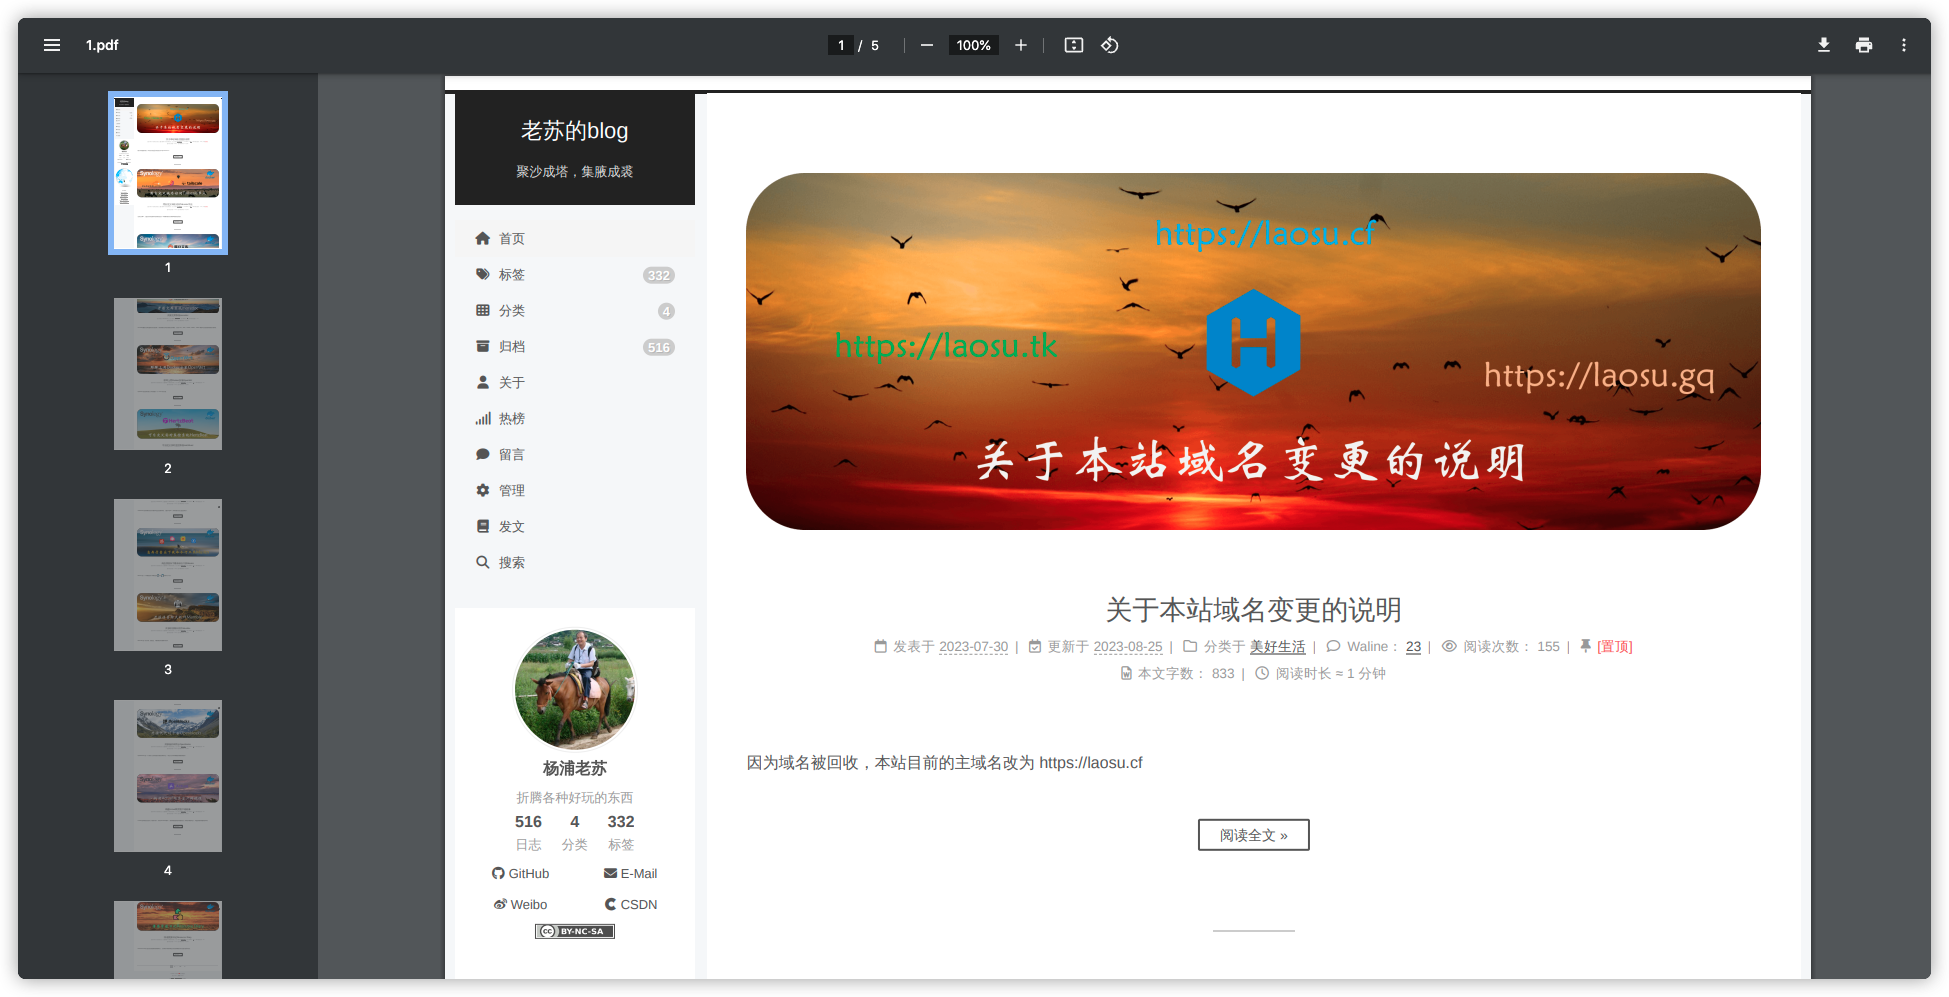 1.pdf
1 / 5
100%
1
2
3
4
老苏的blog
聚沙成塔，集腋成裘
首页
标签 332
分类 4
归档 516
关于
热榜
留言
管理
发文
搜索
杨浦老苏
折腾各种好玩的东西
516 4 332
日志 分类 标签
GitHub E-Mail
Weibo CSDN
cc BY-NC-SA
https://laosu.cf
https://laosu.tk
https://laosu.gq
关于本站域名变更的说明
关于本站域名变更的说明
发表于 2023-07-30 | 更新于 2023-08-25 | 分类于 美好生活 | Waline： 23 | 阅读次数： 155 | [置顶]
本文字数： 833 | 阅读时长 ≈ 1 分钟
因为域名被回收，本站目前的主域名改为 https://laosu.cf
阅读全文 »